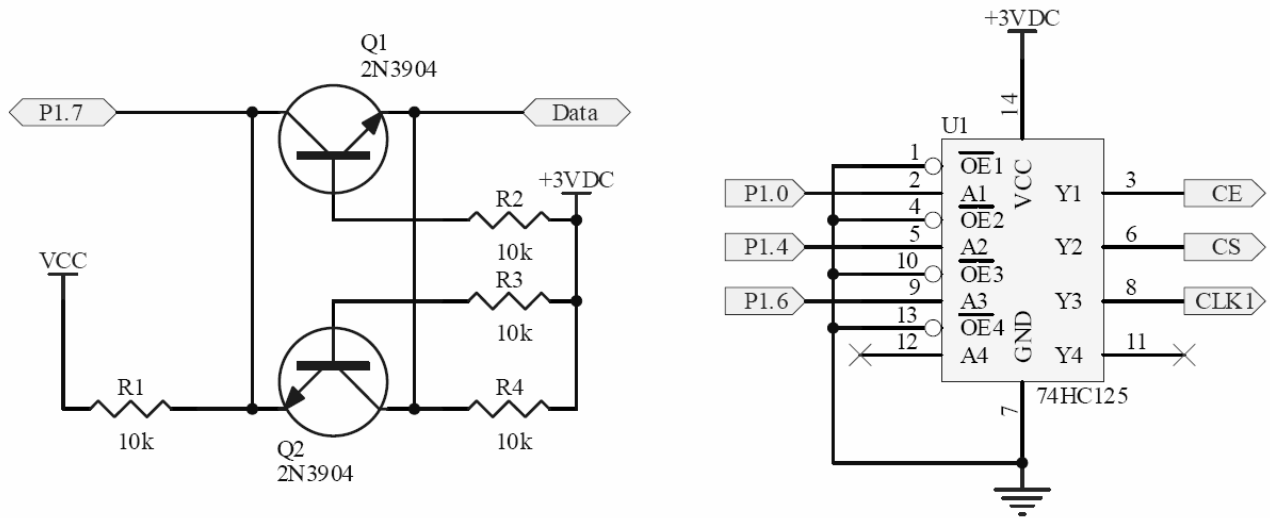 Q1
2N3904
P1.7
Data
+3VDC
R2
10k
VCC
R3
10k
R1
10k
R4
10k
Q2
2N3904
+3VDC
14
U1
VCC
1
OE1
2
P1.0
A1
Y1
3
CE
4
OE2
5
P1.4
A2
Y2
6
CS
10
OE3
9
P1.6
A3
Y3
8
CLK1
13
OE4
12
A4
GND
Y4
11
7
74HC125